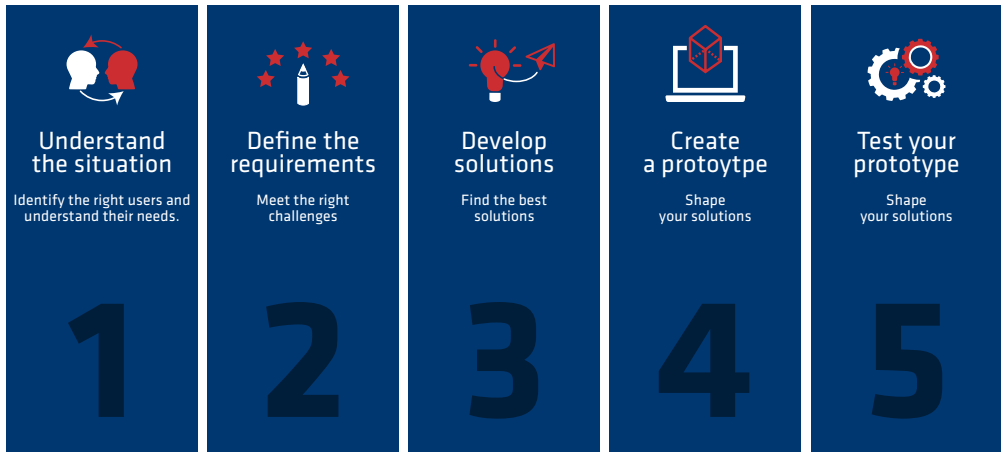 Understand
the situation
Identify the right users and
understand their needs.
1
Define the
requirements
Meet the right
challenges
2
Develop
solutions
Find the best
solutions
3
Create
a protoytpe
Shape
your solutions
4
Test your
prototype
Shape
your solutions
5